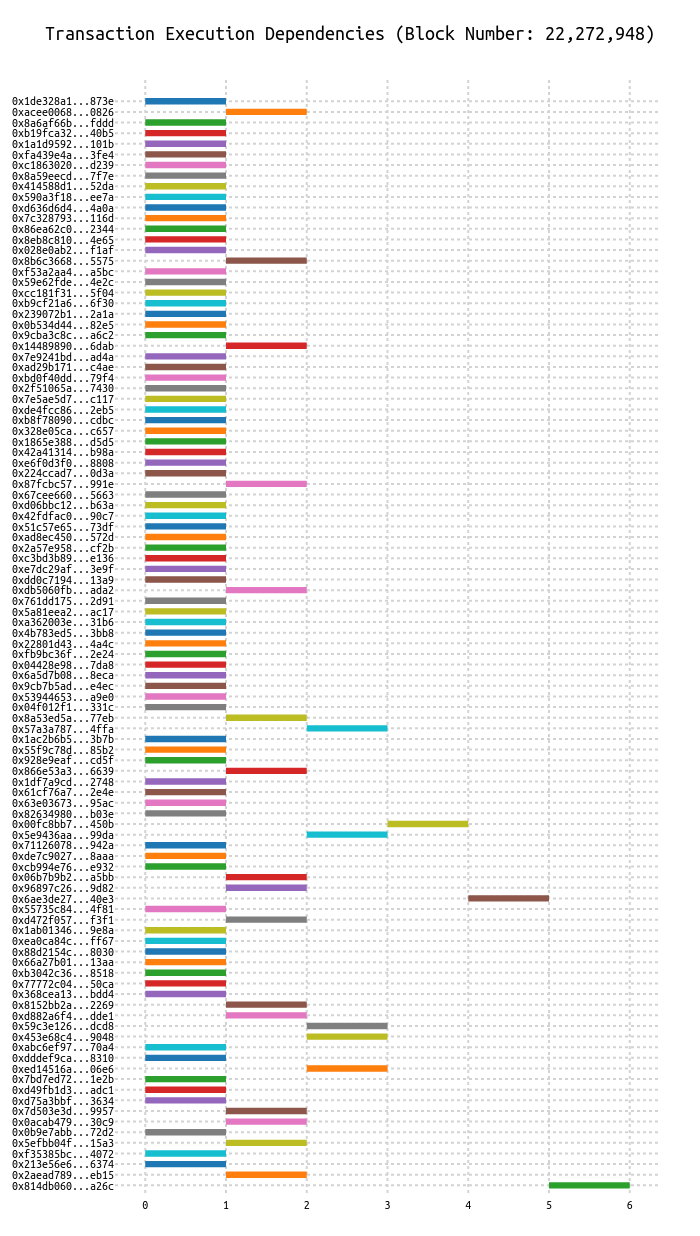 Transaction Execution Dependencies (Block Number: 22,272,948)
0x1de328a1...873e
0xacee0068...0826
0x8a6af66b...fddd
0xb19fca32...40b5
0x1a1d9592...101b
0xfa439e4a...3fe4
0xc1863020...d239
0x8a59eecd...7f7e
0x414588d1...52da
0x590a3f18...ee7a
0xd636d6d4...4a0a
0x7c328793...116d
0x86ea62c0...2344
0x8eb8c810...4e65
0x028e0ab2...f1af
0x8b6c3668...5575
0xf53a2aa4...a5bc
0x59e62fde...4e2c
0xcc181f31...5f04
0xb9cf21a6...6f30
0x239072b1...2a1a
0x0b534d44...82e5
0x9cba3c8c...a6c2
0x14489890...6dab
0x7e9241bd...ad4a
0xad29b171...c4ae
0xbd0f40dd...79f4
0x2f51065a...7430
0x7e5ae5d7...c117
0xde4fcc86...2eb5
0xb8f78090...cdbc
0x328e05ca...c657
0x1865e388...d5d5
0x42a41314...b98a
0xe6f0d3f0...8808
0x224ccad7...0d3a
0x87fcbc57...991e
0x67cee660...5663
0xd06bbc12...b63a
0x42fdfac0...90c7
0x51c57e65...73df
0xad8ec450...572d
0x2a57e958...cf2b
0xc3bd3b89...e136
0xe7dc29af...3e9f
0xdd0c7194...13a9
0xdb5060fb...ada2
0x761dd175...2d91
0x5a81eea2...ac17
0xa362003e...31b6
0x4b783ed5...3bb8
0x22801d43...4a4c
0xfb9bc36f...2e24
0x04428e98...7da8
0x6a5d7b08...8eca
0x9cb7b5ad...e4ec
0x53944653...a9e0
0x04f012f1...331c
0x8a53ed5a...77eb
0x57a3a787...4ffa
0x1ac2b6b5...3b7b
0x55f9c78d...85b2
0x928e9eaf...cd5f
0x866e53a3...6639
0x1df7a9cd...2748
0x61cf76a7...2e4e
0x63e03673...95ac
0x82634980...b03e
0x00fc8bb7...450b
0x5e9436aa...99da
0x71126078...942a
0xde7c9027...8aaa
0xcb994e76...e932
0x06b7b9b2...a5bb
0x96897c26...9d82
0x6ae3de27...40e3
0x55735c84...4f81
0xd472f057...f3f1
0x1ab01346...9e8a
0xea0ca84c...ff67
0x88d2154c...8030
0x66a27b01...13aa
0xb3042c36...8518
0x77772c04...50ca
0x368cea13...bdd4
0x8152bb2a...2269
0xd882a6f4...dde1
0x59c3e126...dcd8
0x453e68c4...9048
0xabc6ef97...70a4
0xdddef9ca...8310
0xed14516a...06e6
0x7bd7ed72...1e2b
0xd49fb1d3...adc1
0xd75a3bbf...3634
0x7d503e3d...9957
0x0acab479...30c9
0x0b9e7abb...72d2
0x5efbb04f...15a3
0xf35385bc...4072
0x213e56e6...6374
0x2aead789...eb15
0x814db060...a26c
0 1 2 3 4 5 6